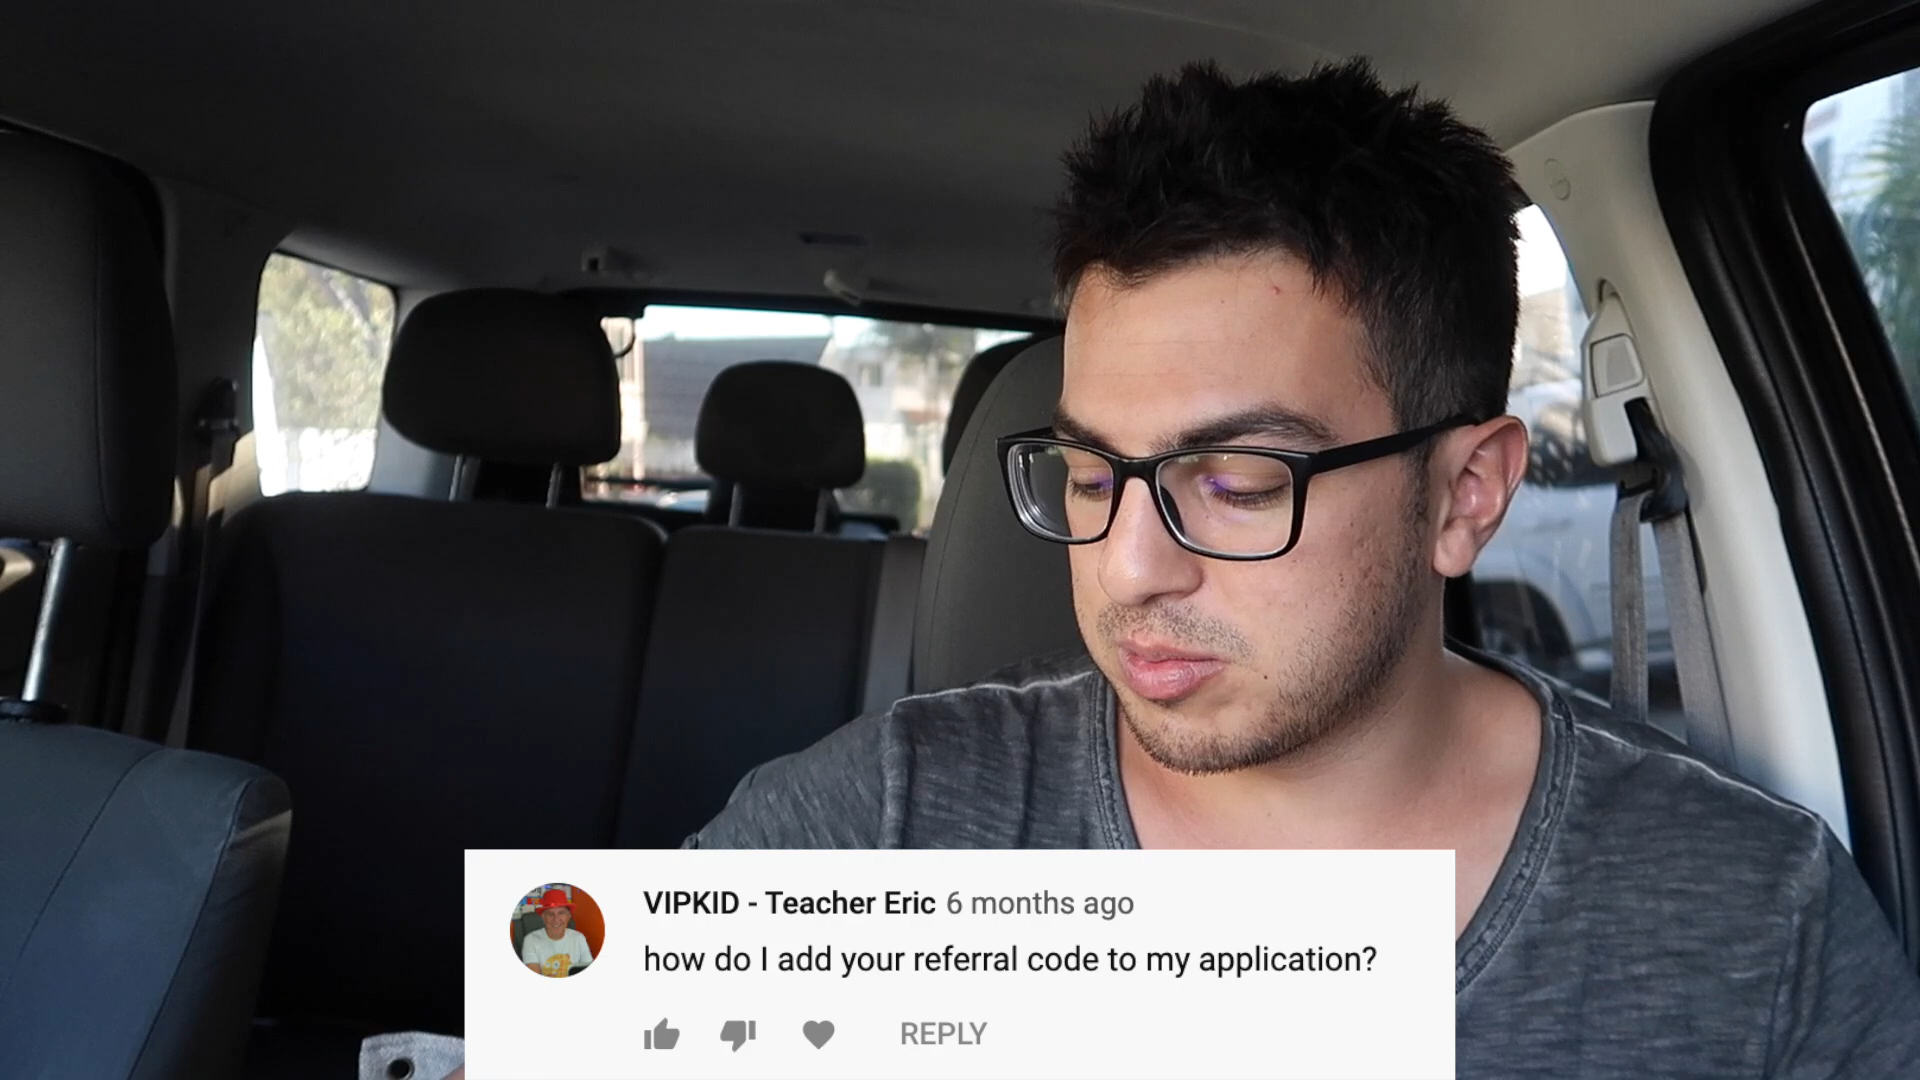 VIPKID - Teacher Eric 6 months ago
how do I add your referral code to my application?
REPLY